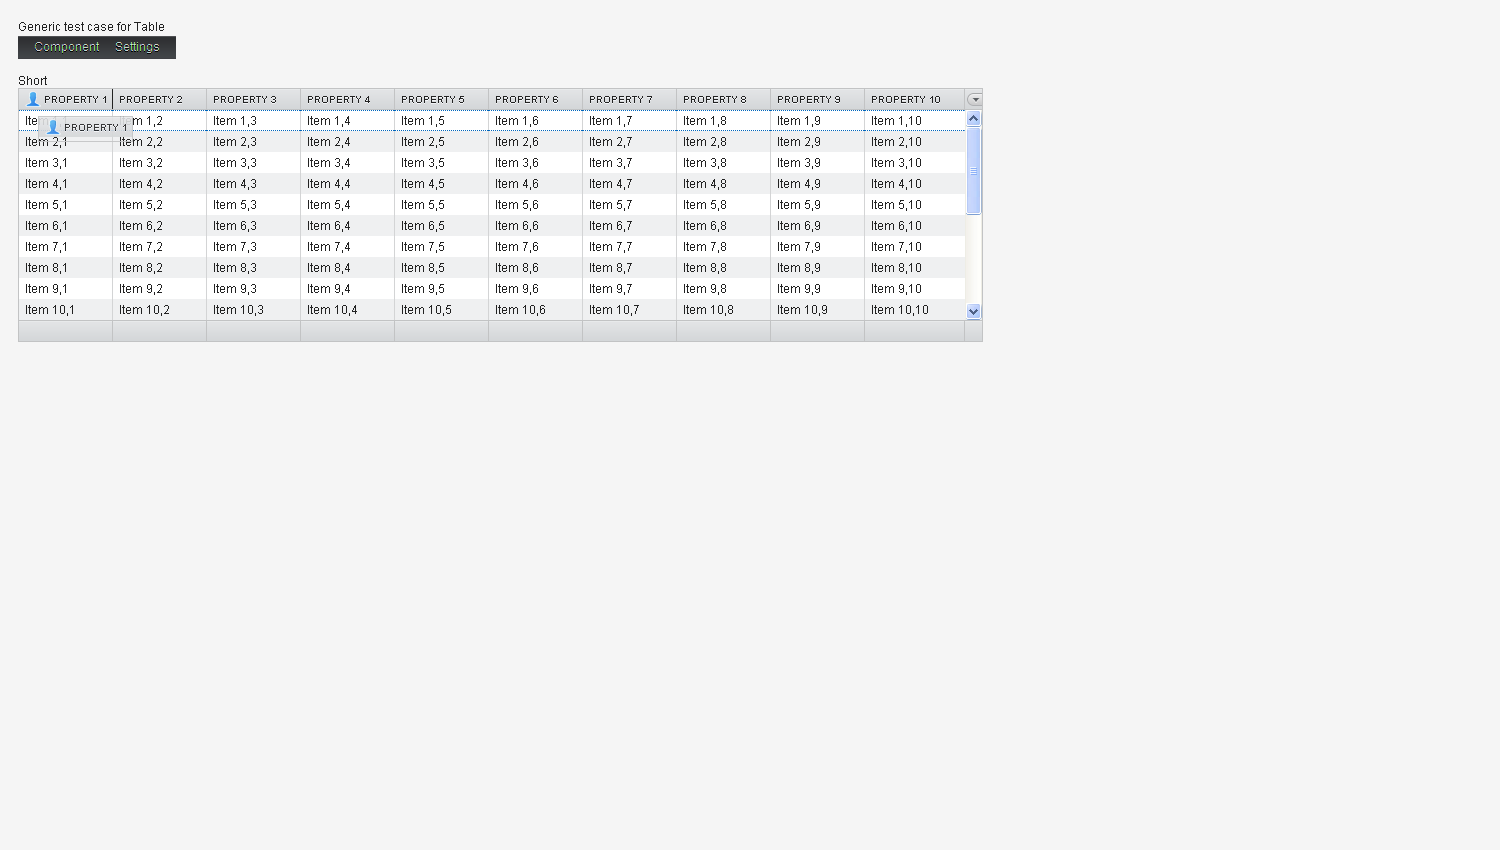 Generic test case for Table
Component Settings
Short
PROPERTY 1 PROPERTY 2 PROPERTY 3 PROPERTY 4 PROPERTY 5 PROPERTY 6 PROPERTY 7 PROPERTY 8 PROPERTY 9 PROPERTY 10
Item 1,2 Item 1,3 Item 1,4 Item 1,5 Item 1,6 Item 1,7 Item 1,8 Item 1,9 Item 1,10
PROPERTY 1
Item 2,1 Item 2,2 Item 2,3 Item 2,4 Item 2,5 Item 2,6 Item 2,7 Item 2,8 Item 2,9 Item 2,10
Item 3,1 Item 3,2 Item 3,3 Item 3,4 Item 3,5 Item 3,6 Item 3,7 Item 3,8 Item 3,9 Item 3,10
Item 4,1 Item 4,2 Item 4,3 Item 4,4 Item 4,5 Item 4,6 Item 4,7 Item 4,8 Item 4,9 Item 4,10
Item 5,1 Item 5,2 Item 5,3 Item 5,4 Item 5,5 Item 5,6 Item 5,7 Item 5,8 Item 5,9 Item 5,10
Item 6,1 Item 6,2 Item 6,3 Item 6,4 Item 6,5 Item 6,6 Item 6,7 Item 6,8 Item 6,9 Item 6,10
Item 7,1 Item 7,2 Item 7,3 Item 7,4 Item 7,5 Item 7,6 Item 7,7 Item 7,8 Item 7,9 Item 7,10
Item 8,1 Item 8,2 Item 8,3 Item 8,4 Item 8,5 Item 8,6 Item 8,7 Item 8,8 Item 8,9 Item 8,10
Item 9,1 Item 9,2 Item 9,3 Item 9,4 Item 9,5 Item 9,6 Item 9,7 Item 9,8 Item 9,9 Item 9,10
Item 10,1 Item 10,2 Item 10,3 Item 10,4 Item 10,5 Item 10,6 Item 10,7 Item 10,8 Item 10,9 Item 10,10